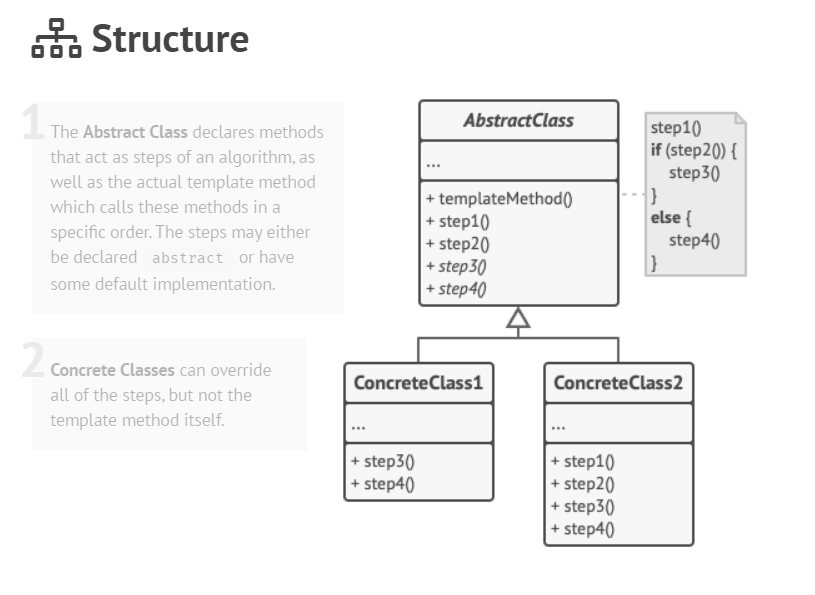 Structure
1
The Abstract Class declares methods
that act as steps of an algorithm, as
well as the actual template method
which calls these methods in a
specific order. The steps may either
be declared abstract or have
some default implementation.
2
Concrete Classes can override
all of the steps, but not the
template method itself.
AbstractClass
...
+ templateMethod()
+ step1()
+ step2()
+ step3()
+ step4()
step1()
if (step2()) {
step3()
}
else {
step4()
}
ConcreteClass1
...
+ step3()
+ step4()
ConcreteClass2
...
+ step1()
+ step2()
+ step3()
+ step4()